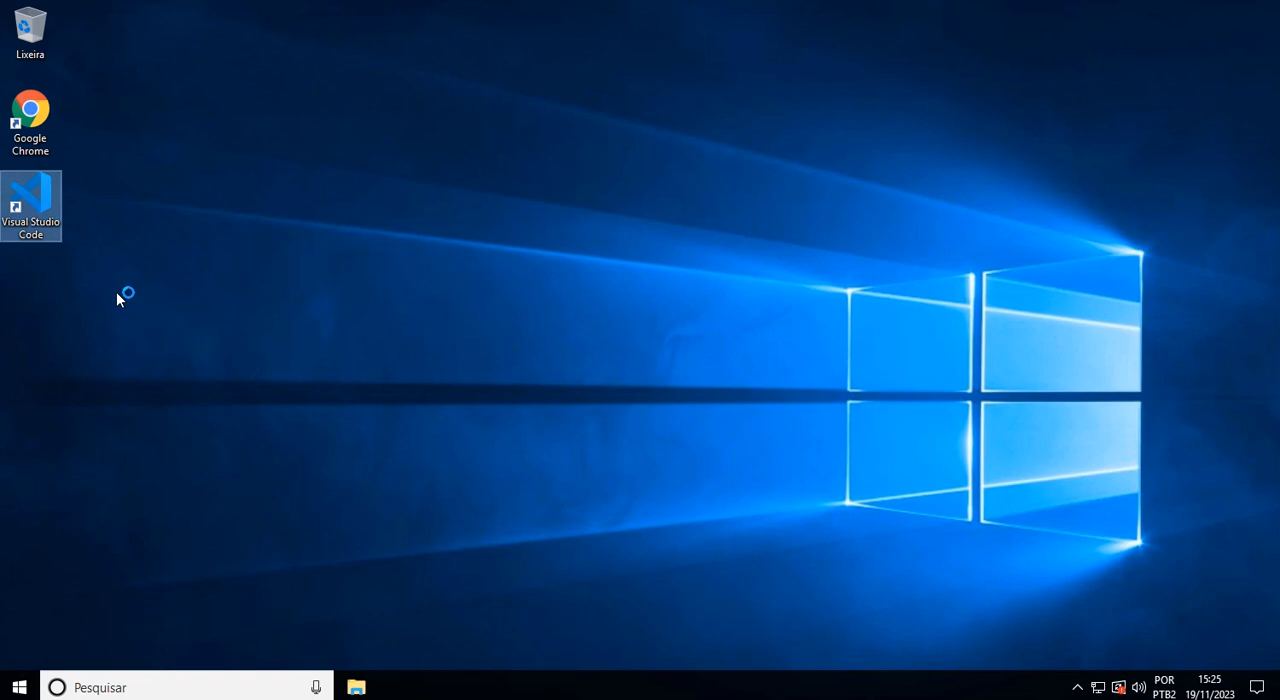 Lixeira
Google
Chrome
Visual Studio
Code
Pesquisar
POR
PTB2
15:25
19/11/2023